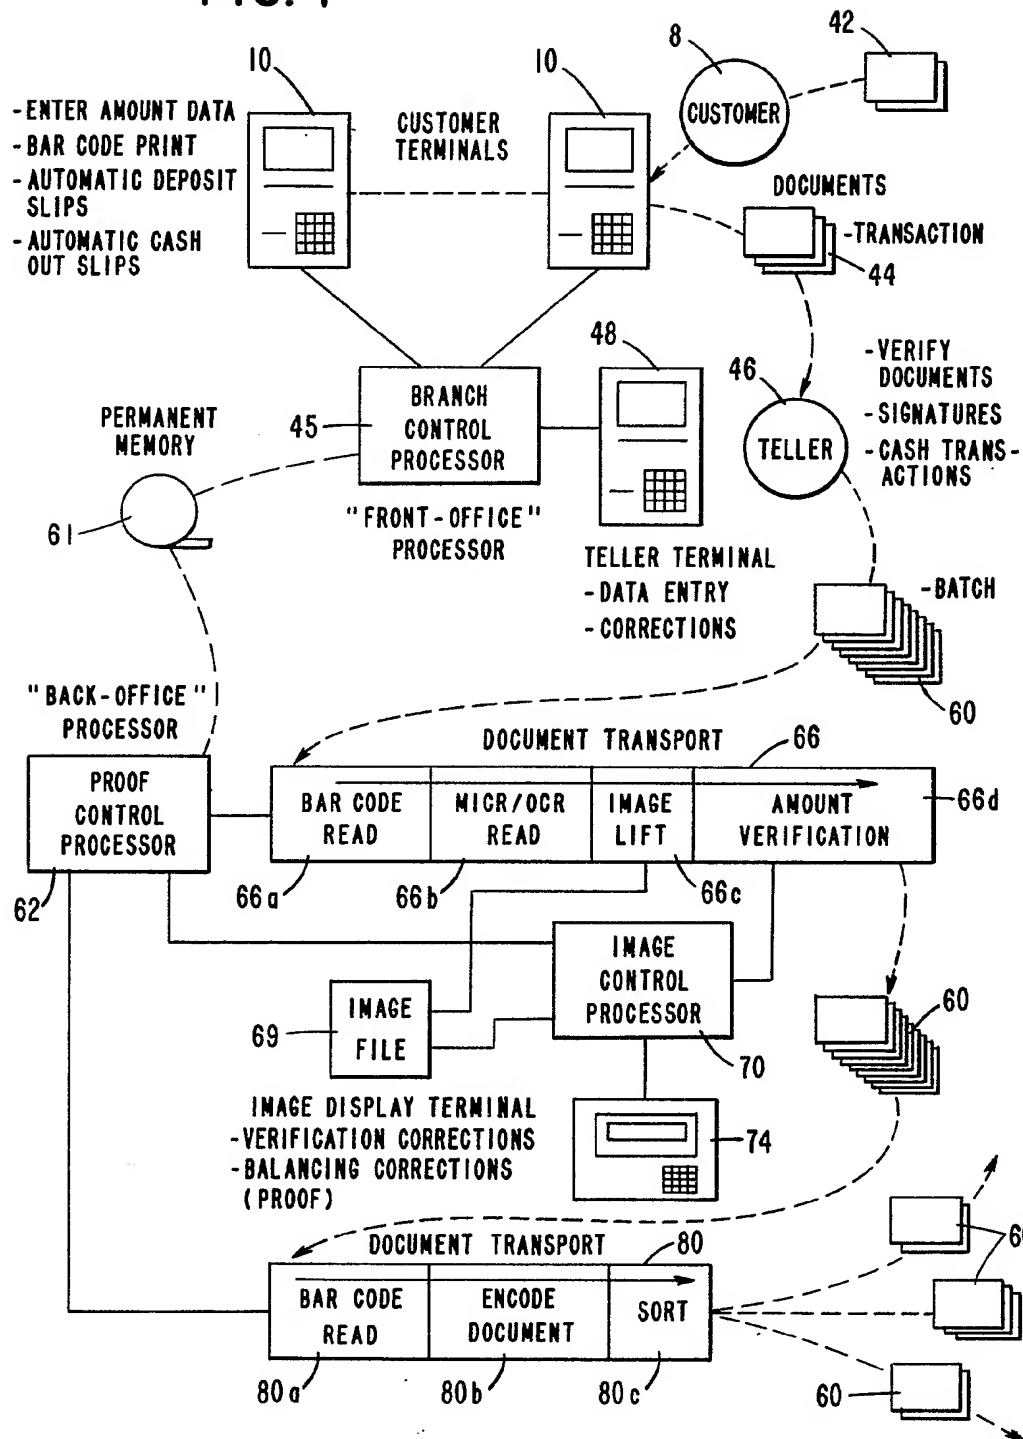 10
10
8
42
-ENTER AMOUNT DATA
-BAR CODE PRINT
-AUTOMATIC DEPOSIT
SLIPS
-AUTOMATIC CASH
OUT SLIPS
CUSTOMER
TERMINALS
CUSTOMER
DOCUMENTS
-TRANSACTION
44
48
46
-VERIFY
DOCUMENTS
-SIGNATURES
-CASH TRANS-
ACTIONS
TELLER
BRANCH
CONTROL
PROCESSOR
45
"FRONT-OFFICE"
PROCESSOR
PERMANENT
MEMORY
61
TELLER TERMINAL
-DATA ENTRY
-CORRECTIONS
-BATCH
60
"BACK-OFFICE"
PROCESSOR
PROOF
CONTROL
PROCESSOR
62
DOCUMENT TRANSPORT
66
BAR CODE
READ
MICR/OCR
READ
IMAGE
LIFT
AMOUNT
VERIFICATION
66d
66a
66b
66c
IMAGE
CONTROL
PROCESSOR
70
IMAGE
FILE
69
60
IMAGE DISPLAY TERMINAL
-VERIFICATION CORRECTIONS
-BALANCING CORRECTIONS
(PROOF)
74
DOCUMENT TRANSPORT
80
BAR CODE
READ
ENCODE
DOCUMENT
SORT
80a
80b
80c
60